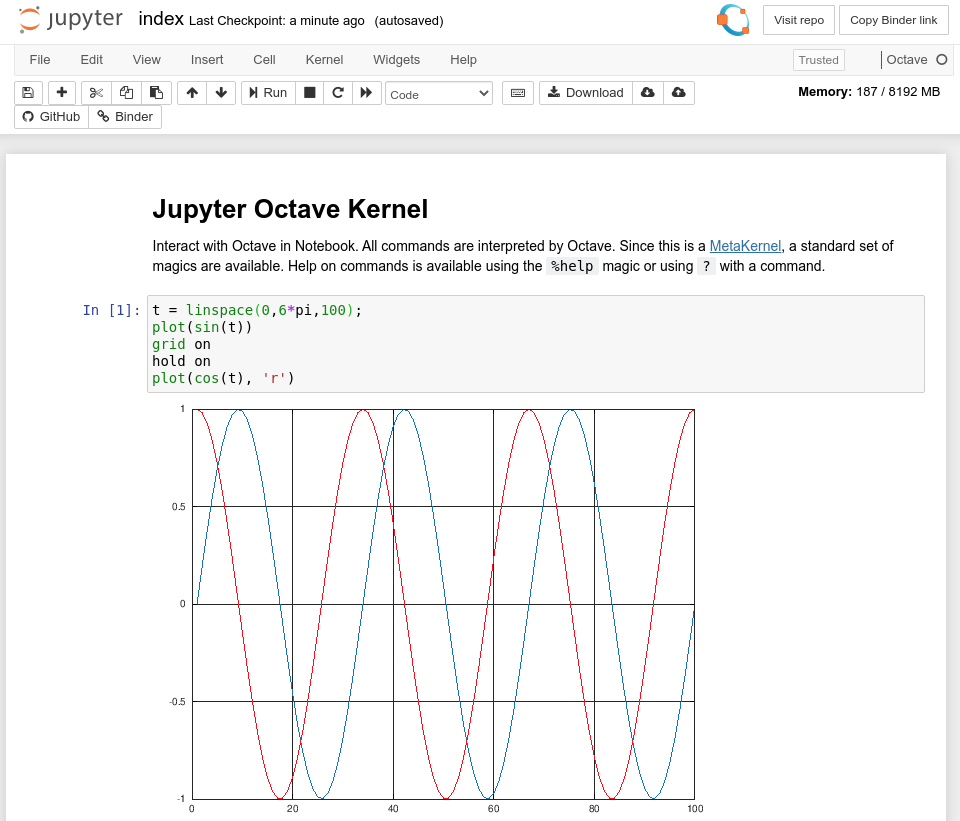 jupyter index Last Checkpoint: a minute ago (autosaved) Visit repo Copy Binder link
File Edit View Insert Cell Kernel Widgets Help Trusted Octave
Run Code Download Memory: 187 / 8192 MB
GitHub Binder
Jupyter Octave Kernel
Interact with Octave in Notebook. All commands are interpreted by Octave. Since this is a MetaKernel, a standard set of
magics are available. Help on commands is available using the %help magic or using ? with a command.
In [1]: t = linspace(0,6*pi,100);
plot(sin(t))
grid on
hold on
plot(cos(t), 'r')
1
0.5
0
-0.5
-1
0 20 40 60 80 100